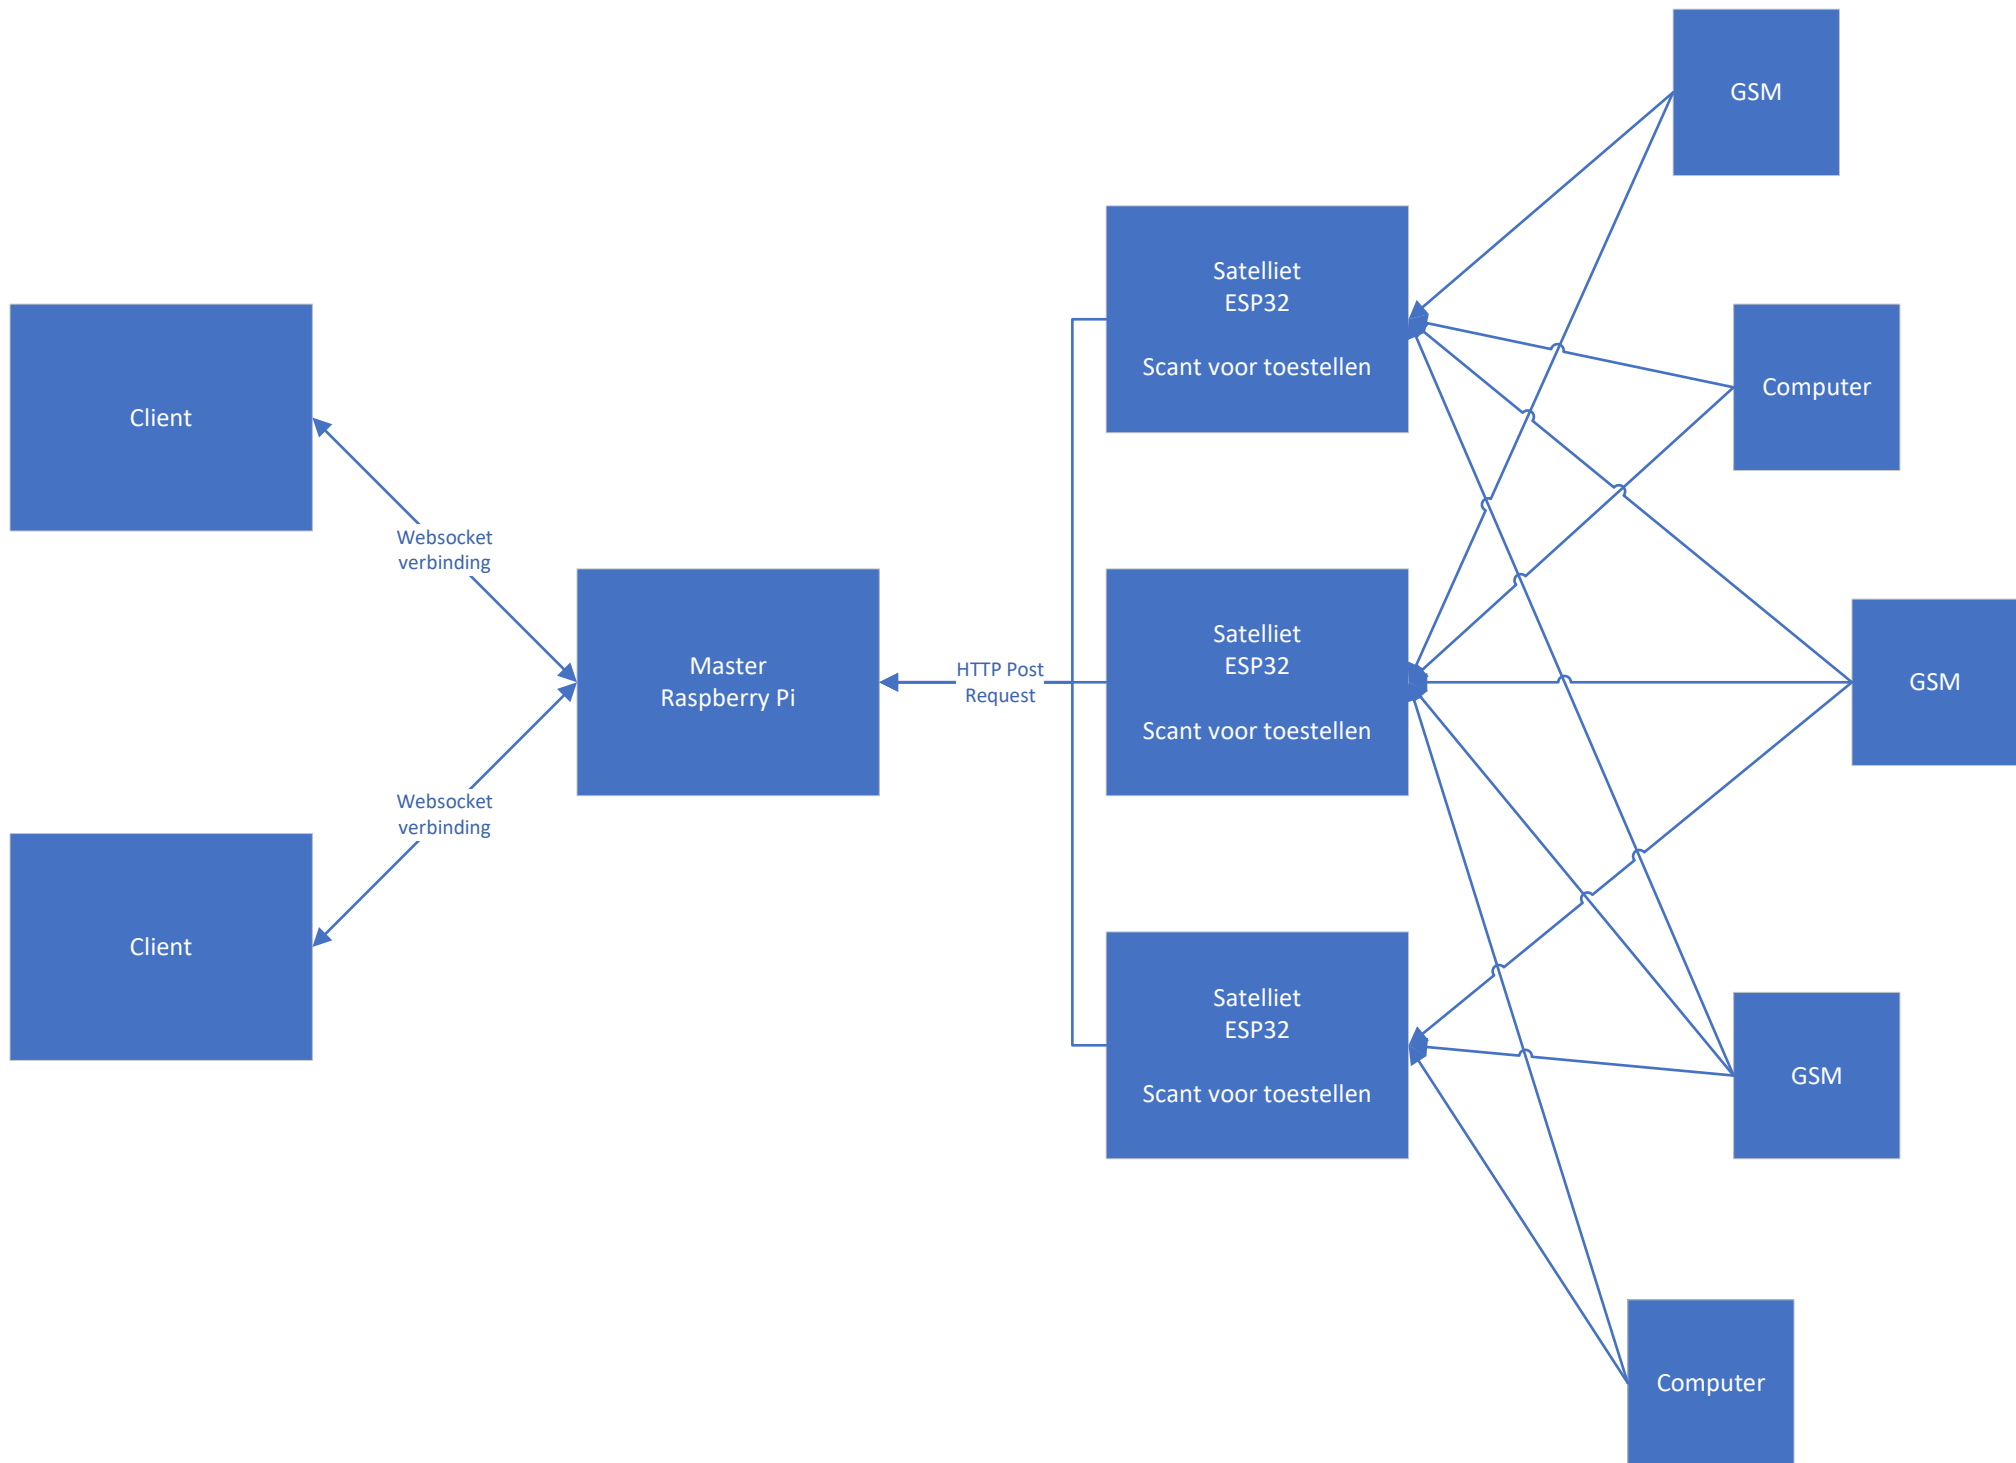 GSM
Satelliet
ESP32
Scant voor toestellen
Client
Computer
Websocket
verbinding
Master
Raspberry Pi
HTTP Post
Request
Satelliet
ESP32
Scant voor toestellen
GSM
Websocket
verbinding
Client
Satelliet
ESP32
Scant voor toestellen
GSM
Computer